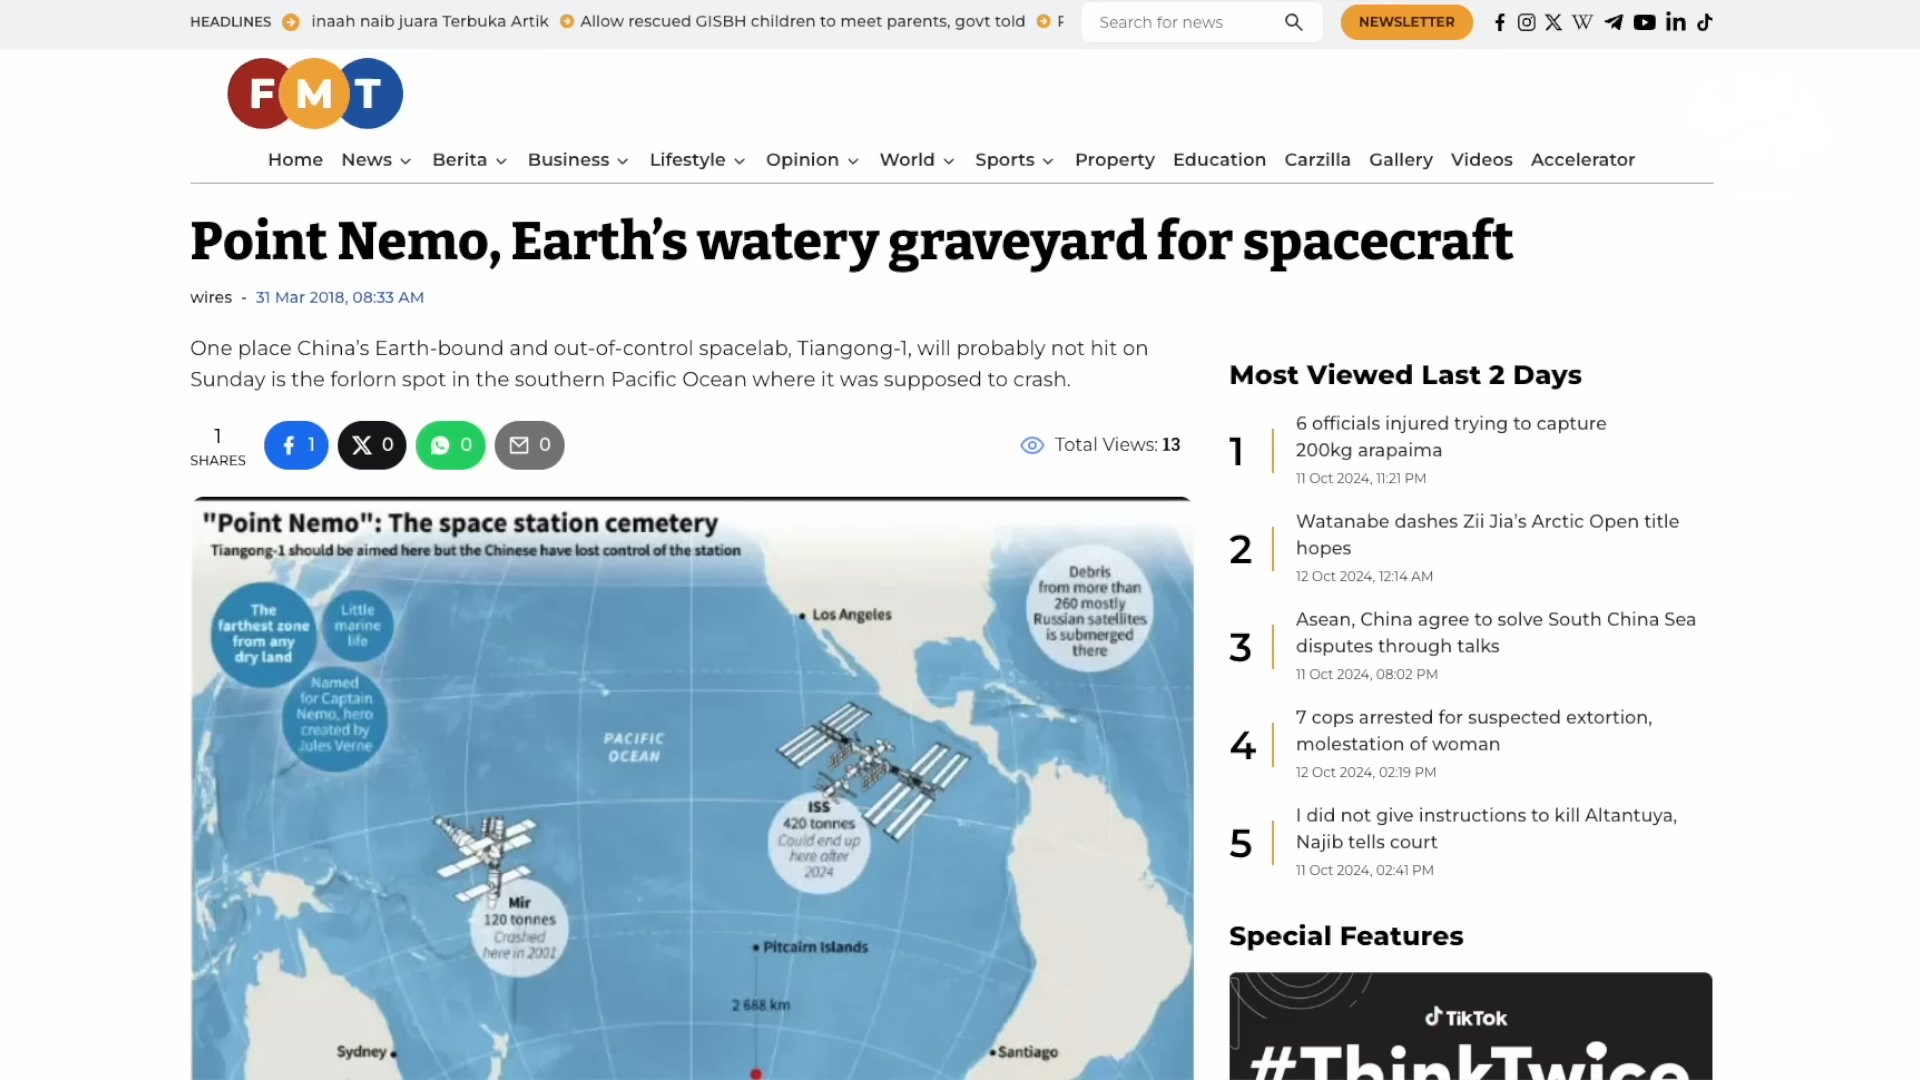 HEADLINES
inaah naib juara Terbuka Artik
Allow rescued GISBH children to meet parents, govt told
Search for news
NEWSLETTER
FMT
Home News Berita Business Lifestyle Opinion World Sports Property Education Carzilla Gallery Videos Accelerator
Point Nemo, Earth’s watery graveyard for spacecraft
wires - 31 Mar 2018, 08:33 AM
One place China’s Earth-bound and out-of-control spacelab, Tiangong-1, will probably not hit on
Sunday is the forlorn spot in the southern Pacific Ocean where it was supposed to crash.
1
SHARES
1
0
0
0
Total Views: 13
"Point Nemo": The space station cemetery
Tiangong-1 should be aimed here but the Chinese have lost control of the station
The
farthest zone
from any
dry land
Little
marine
life
Named
for Captain
Nemo, hero
created by
Jules Verne
Los Angeles
Debris
from more than
260 mostly
Russian satellites
is submerged
there
PACIFIC
OCEAN
ISS
420 tonnes
Could end up
here after
2024
Mir
120 tonnes
Crashed
here in 2001
Pitcairn Islands
2 688 km
Sydney
Santiago
Most Viewed Last 2 Days
1
6 officials injured trying to capture
200kg arapaima
11 Oct 2024, 11:21 PM
2
Watanabe dashes Zii Jia’s Arctic Open title
hopes
12 Oct 2024, 12:14 AM
3
Asean, China agree to solve South China Sea
disputes through talks
11 Oct 2024, 08:02 PM
4
7 cops arrested for suspected extortion,
molestation of woman
12 Oct 2024, 02:19 PM
5
I did not give instructions to kill Altantuya,
Najib tells court
11 Oct 2024, 02:41 PM
Special Features
TikTok
#ThinkTwice